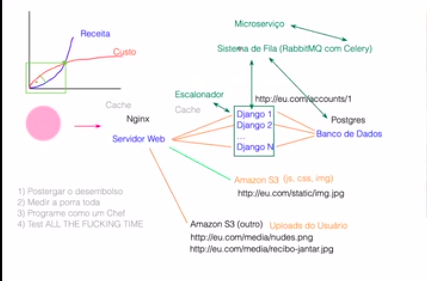 Microserviço
Receita
Sistema de Fila (RabbitMQ com Celery)
Custo
Escalonador
http://eu.com/accounts/1
Cache
Cache
Nginx
Django 1
Postgres
Django 2
Servidor Web
...
Banco de Dados
Django N
Amazon S3 (js, css, img)
http://eu.com/static/img.jpg
1) Postergar o desembolso
2) Medir a porra toda
3) Programe como um Chef
4) Test ALL THE FUCKING TIME
Amazon S3 (outro) Uploads do Usuário
http://eu.com/media/nudes.png
http://eu.com/media/recibo-jantar.jpg